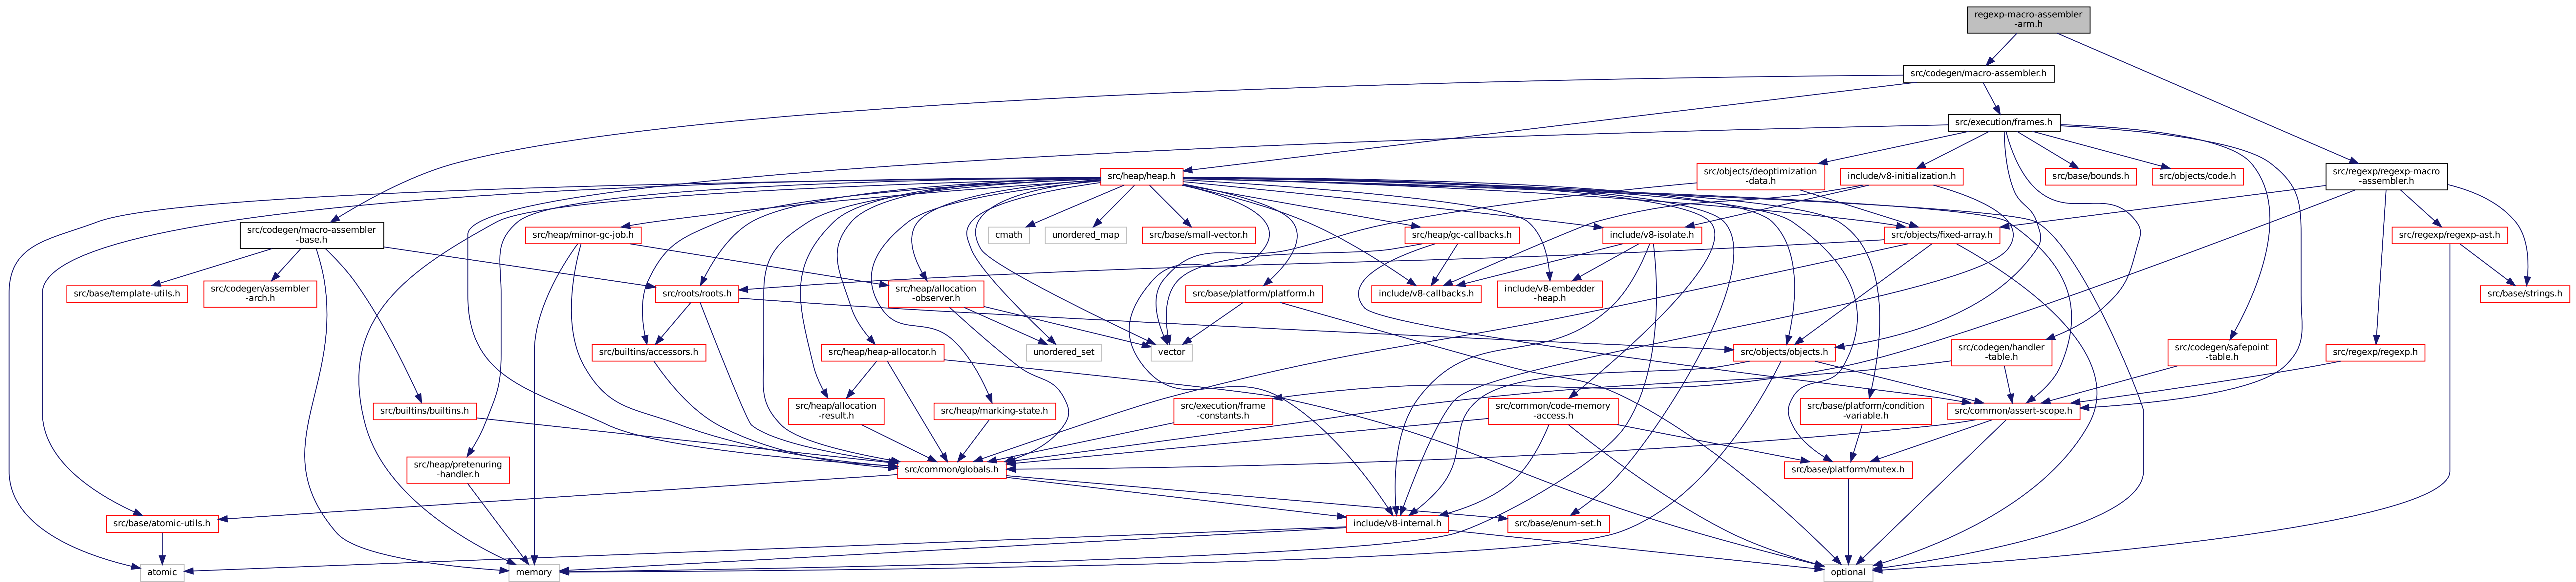 regexp-macro-assembler
-arm.h
src/codegen/macro-assembler.h
src/execution/frames.h
src/heap/heap.h
src/objects/deoptimization
-data.h
include/v8-initialization.h
src/base/bounds.h
src/objects/code.h
src/regexp/regexp-macro
-assembler.h
src/codegen/macro-assembler
-base.h
src/heap/minor-gc-job.h
cmath
unordered_map
src/base/small-vector.h
src/heap/gc-callbacks.h
include/v8-isolate.h
src/objects/fixed-array.h
src/regexp/regexp-ast.h
src/base/template-utils.h
src/codegen/assembler
-arch.h
src/roots/roots.h
src/heap/allocation
-observer.h
src/base/platform/platform.h
include/v8-callbacks.h
include/v8-embedder
-heap.h
src/base/strings.h
src/builtins/accessors.h
src/heap/heap-allocator.h
unordered_set
vector
src/objects/objects.h
src/codegen/handler
-table.h
src/codegen/safepoint
-table.h
src/regexp/regexp.h
src/builtins/builtins.h
src/heap/allocation
-result.h
src/heap/marking-state.h
src/execution/frame
-constants.h
src/common/code-memory
-access.h
src/base/platform/condition
-variable.h
src/common/assert-scope.h
src/heap/pretenuring
-handler.h
src/common/globals.h
src/base/platform/mutex.h
src/base/atomic-utils.h
include/v8-internal.h
src/base/enum-set.h
atomic
memory
optional